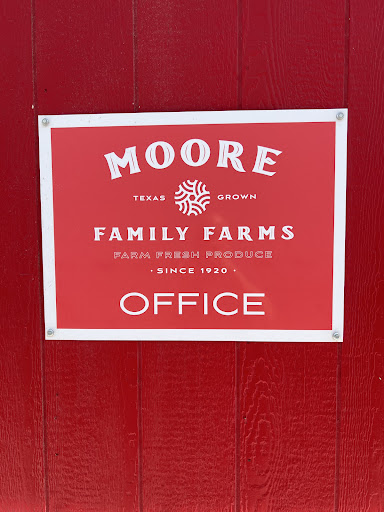 MOORE
TEXAS GROWN
FAMILY FARMS
FARM FRESH PRODUCE
· SINCE 1920 ·
OFFICE